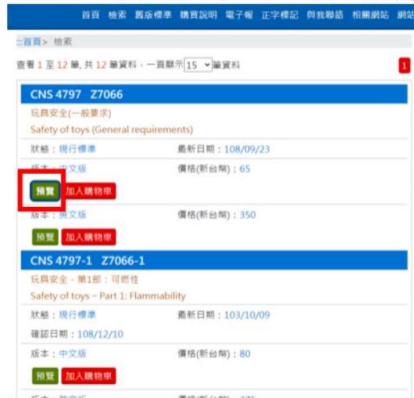 首頁 檢索 舊版標準 購買說明 電子報 正字標記 與我聯絡 相關網站 網站
::首頁> 檢索
查看 1 至 12 筆, 共 12 筆資料，一頁顯示 15 筆資料
1
CNS 4797 Z7066
玩具安全(一般要求)
Safety of toys (General requirements)
狀態：現行標準 最新日期：108/09/23
版本：中文版 價格(新台幣)：65
預覽 加入購物車
版本：英文版 價格(新台幣)：350
預覽 加入購物車
CNS 4797-1 Z7066-1
玩具安全 - 第1部：可燃性
Safety of toys – Part 1: Flammability
狀態：現行標準 最新日期：103/10/09
確認日期：108/12/10
版本：中文版 價格(新台幣)：80
預覽 加入購物車